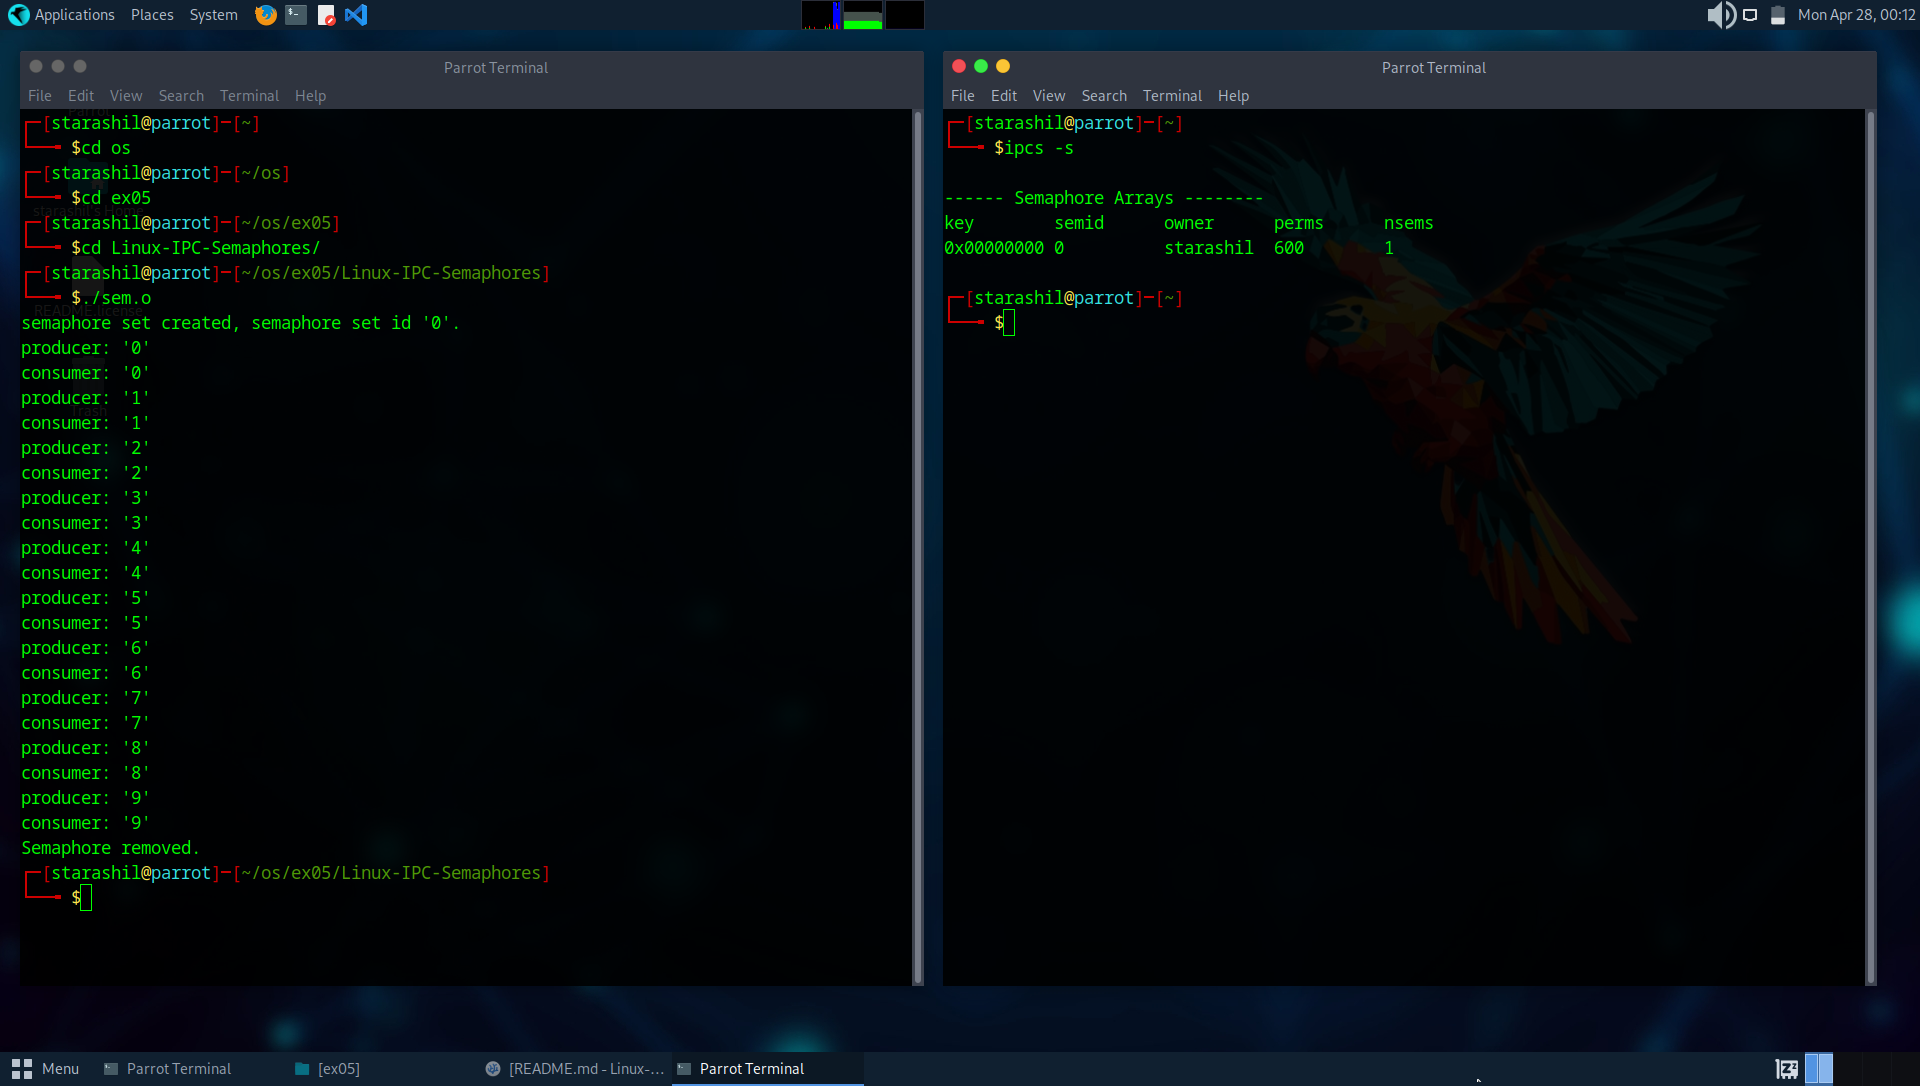 Applications Places System
Mon Apr 28, 00:12
Parrot Terminal
File Edit View Search Terminal Help
┌─[starashil@parrot]─[~]
└──╼ $cd os
┌─[starashil@parrot]─[~/os]
└──╼ $cd ex05
┌─[starashil@parrot]─[~/os/ex05]
└──╼ $cd Linux-IPC-Semaphores/
┌─[starashil@parrot]─[~/os/ex05/Linux-IPC-Semaphores]
└──╼ $./sem.o
semaphore set created, semaphore set id '0'.
producer: '0'
consumer: '0'
producer: '1'
consumer: '1'
producer: '2'
consumer: '2'
producer: '3'
consumer: '3'
producer: '4'
consumer: '4'
producer: '5'
consumer: '5'
producer: '6'
consumer: '6'
producer: '7'
consumer: '7'
producer: '8'
consumer: '8'
producer: '9'
consumer: '9'
Semaphore removed.
┌─[starashil@parrot]─[~/os/ex05/Linux-IPC-Semaphores]
└──╼ $
starashil's Home
README.license
Trash
Parrot Terminal
File Edit View Search Terminal Help
┌─[starashil@parrot]─[~]
└──╼ $ipcs -s
------ Semaphore Arrays --------
key semid owner perms nsems
0x00000000 0 starashil 600 1
┌─[starashil@parrot]─[~]
└──╼ $
Menu Parrot Terminal [ex05] [README.md - Linux-... Parrot Terminal